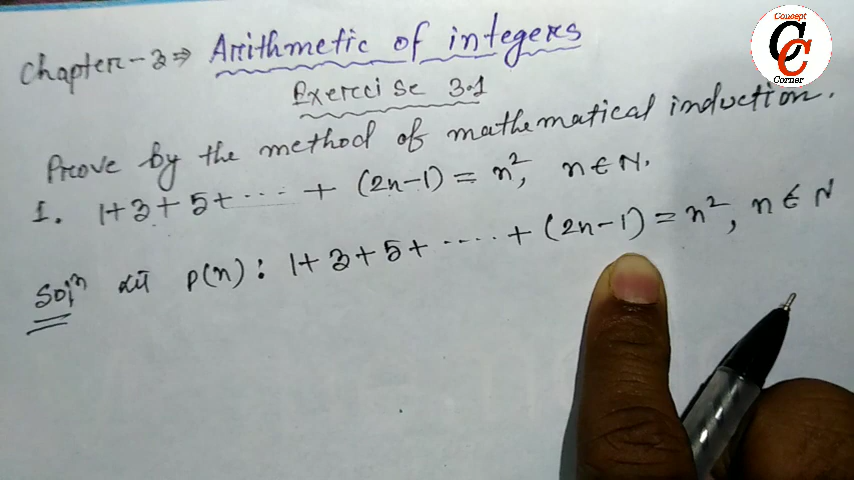 Concept
CC
Corner
Chapter-3⇒ Arithmetic of integers
Exercise 3.1
Prove by the method of mathematical induction.
1. 1+3+5+ ··· + (2n-1) = n², n ∈ N.
Solⁿ Let P(n): 1+3+5+ ····· + (2n-1) = n², n ∈ N